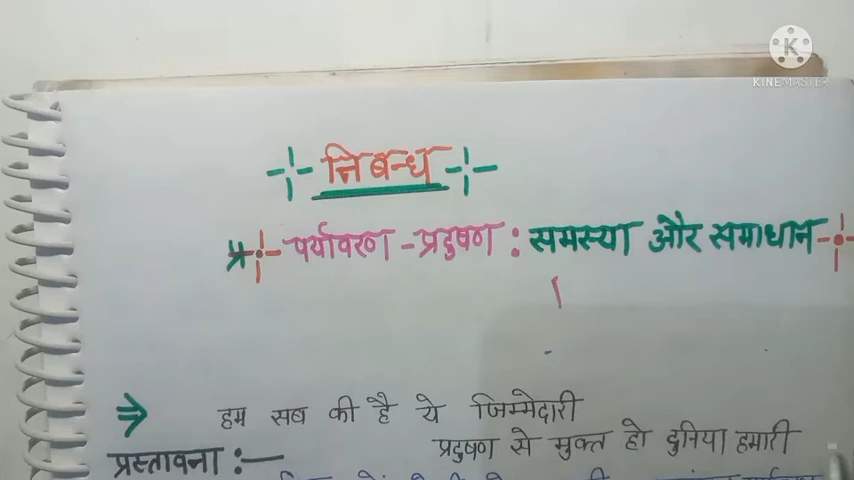 KINEMASTER
निबन्ध
पर्यावरण - प्रदुषण : समस्या और समाधान
⇒ हम सब की है ये जिम्मेदारी
प्रदुषण से मुक्त हो दुनिया हमारी
प्रस्तावना :—